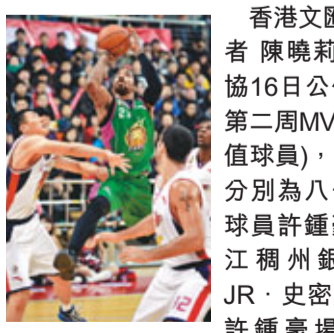 香港文匯
者 陳曉莉
協16日公
第二周MV
值球員)，
分別為八
球員許鍾豪
江稠州銀
JR·史密
許鍾豪場